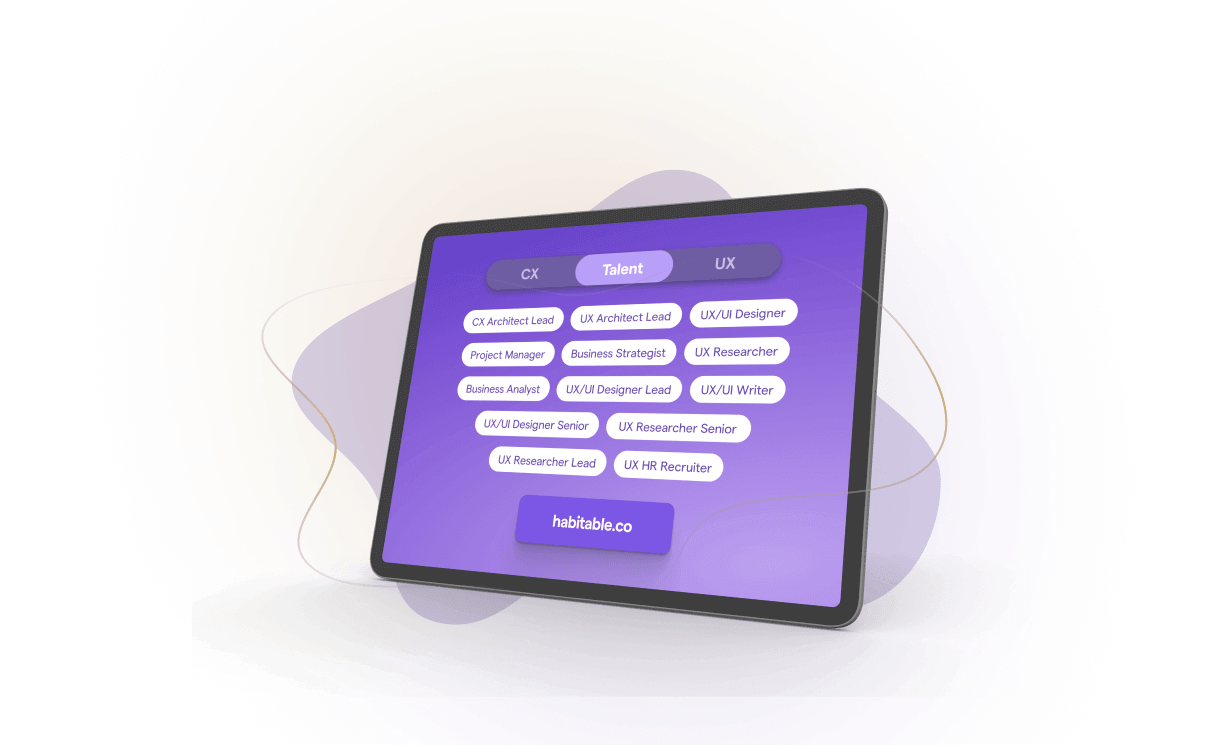 CX Talent UX
CX Architect Lead UX Architect Lead UX/UI Designer
Project Manager Business Strategist UX Researcher
Business Analyst UX/UI Designer Lead UX/UI Writer
UX/UI Designer Senior UX Researcher Senior
UX Researcher Lead UX HR Recruiter
habitable.co